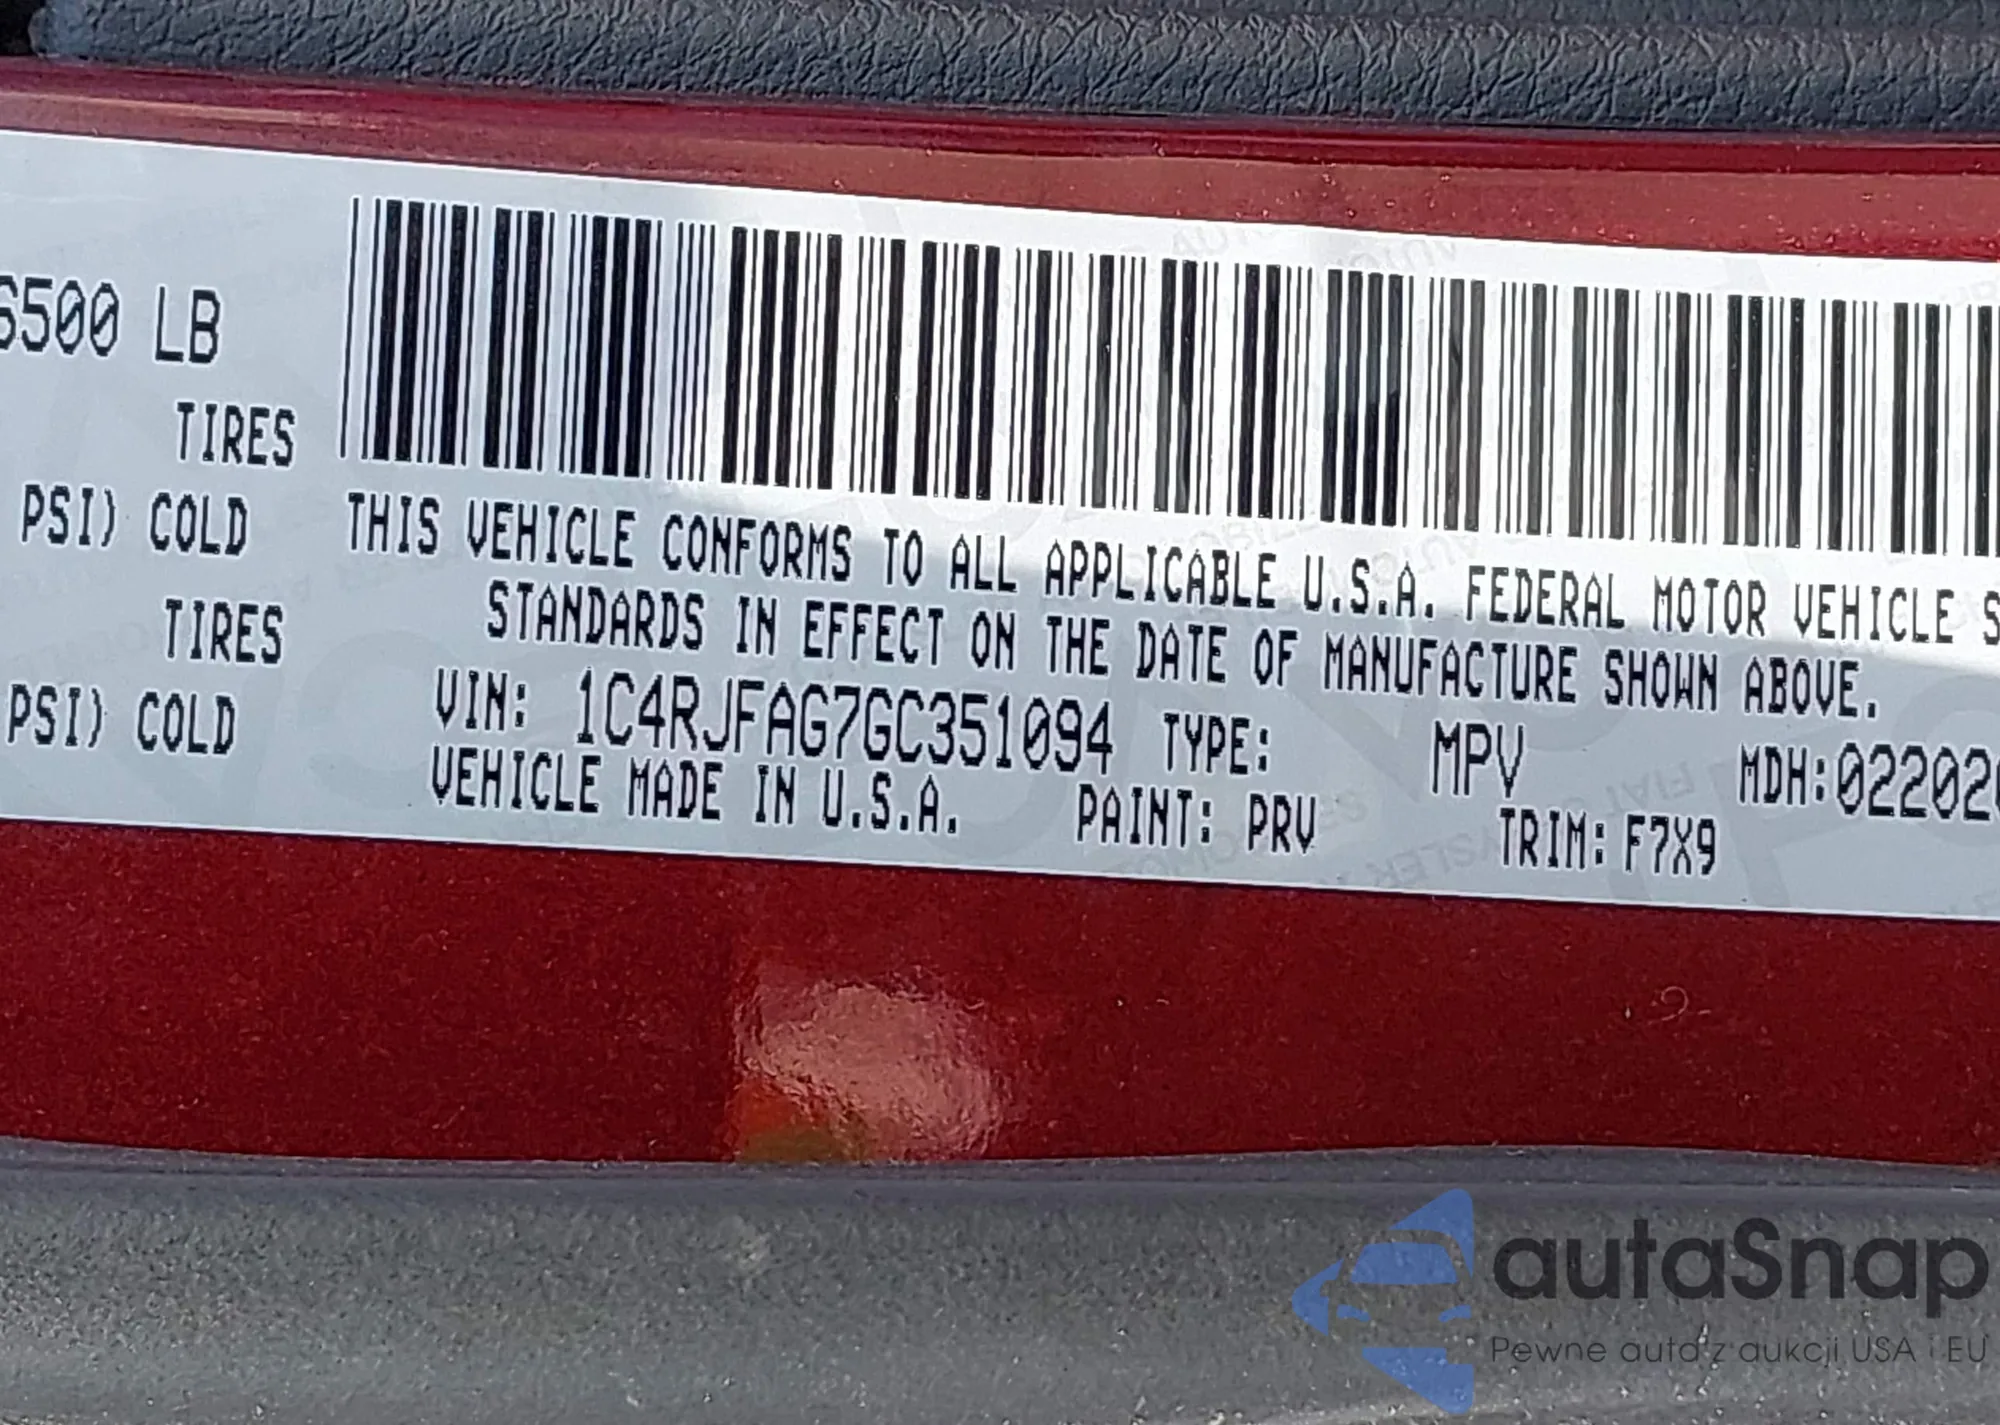 6500 LB
TIRES
PSI) COLD
TIRES
PSI) COLD
THIS VEHICLE CONFORMS TO ALL APPLICABLE U.S.A. FEDERAL MOTOR VEHICLE S
STANDARDS IN EFFECT ON THE DATE OF MANUFACTURE SHOWN ABOVE.
VIN: 1C4RJFAG7GC351094 TYPE: MPV MDH:022020
VEHICLE MADE IN U.S.A. PAINT: PRV TRIM: F7X9
autaSnap
Pewne auta z aukcji USA i EU